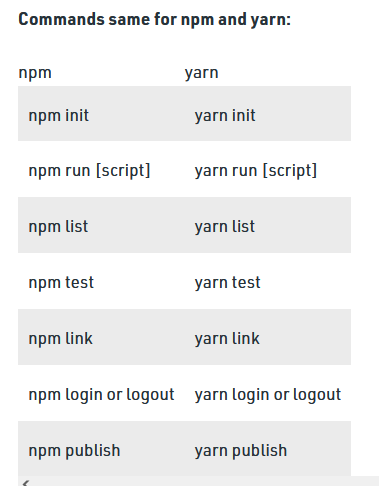 Commands same for npm and yarn:
npm yarn
npm init yarn init
npm run [script] yarn run [script]
npm list yarn list
npm test yarn test
npm link yarn link
npm login or logout yarn login or logout
npm publish yarn publish